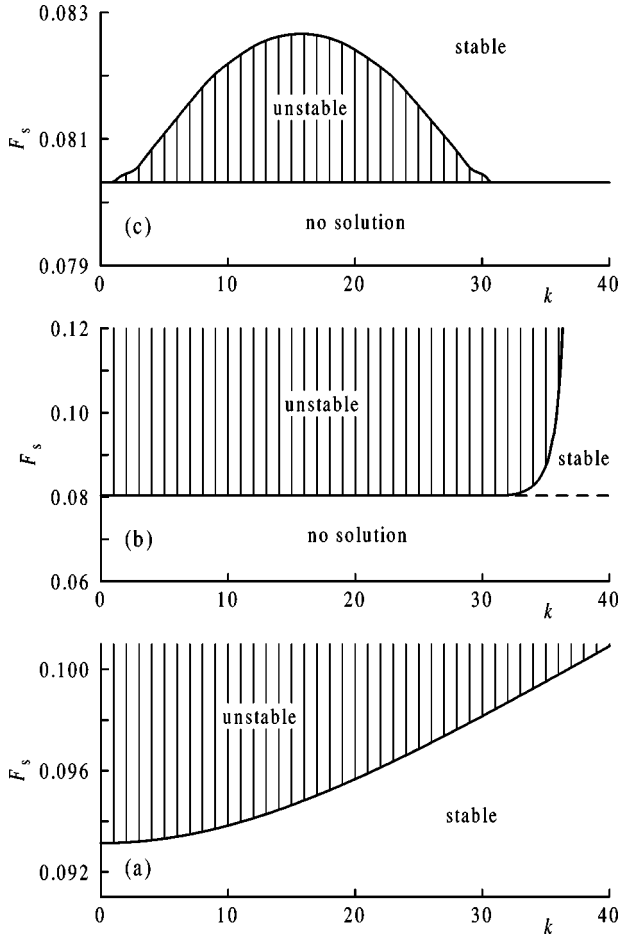 0.083
stable
unstable
F_s
0.081
(c)
no solution
0.079
0
10
20
30
k
40
0.12
unstable
0.10
F_s
stable
0.08
(b)
no solution
0.06
0
10
20
30
k
40
0.100
unstable
F_s
0.096
stable
(a)
0.092
0
10
20
30
k
40